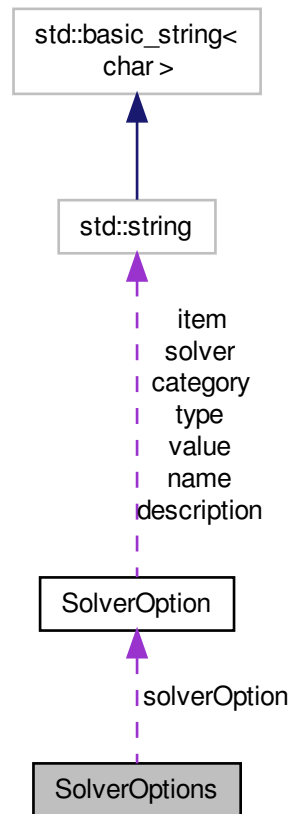 std::basic_string<
char >
std::string
item
solver
category
type
value
name
description
SolverOption
solverOption
SolverOptions